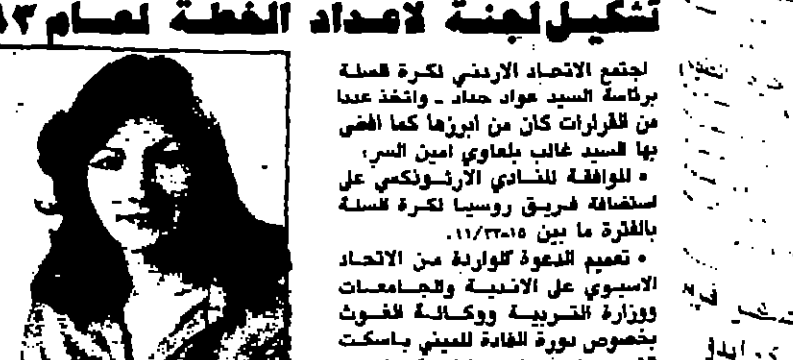 تشكيل لجنة لاعداد الخطة لعام ٨٣
اجتمع الاتحاد الاردني لكرة السلة
برئاسة السيد عواد حداد ـ واتخذ عددا
من القرارات كان من ابرزها كما افضى
بها السيد غالب بلعاوي امين السر :
• الموافقة للنادي الارثوذكسي على
استضافة فريق روسيا لكرة السلة
بالفترة ما بين ١٥-١١/٢٢.
• تعميم الدعوة الواردة من الاتحاد
الاسيوي على الاندية والجامعات
ووزارة التربية ووكالة الغوث
بخصوص دورة القادة للميني باسكت